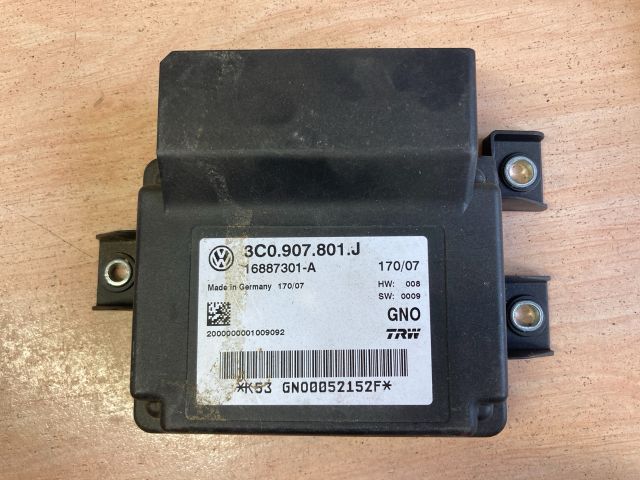 3C0.907.801.J
16887301-A 170/07
Made in Germany 170/07 HW: 008
SW: 0009
GNO
2000000001009092 TRW
*K53 GNO0052152F*